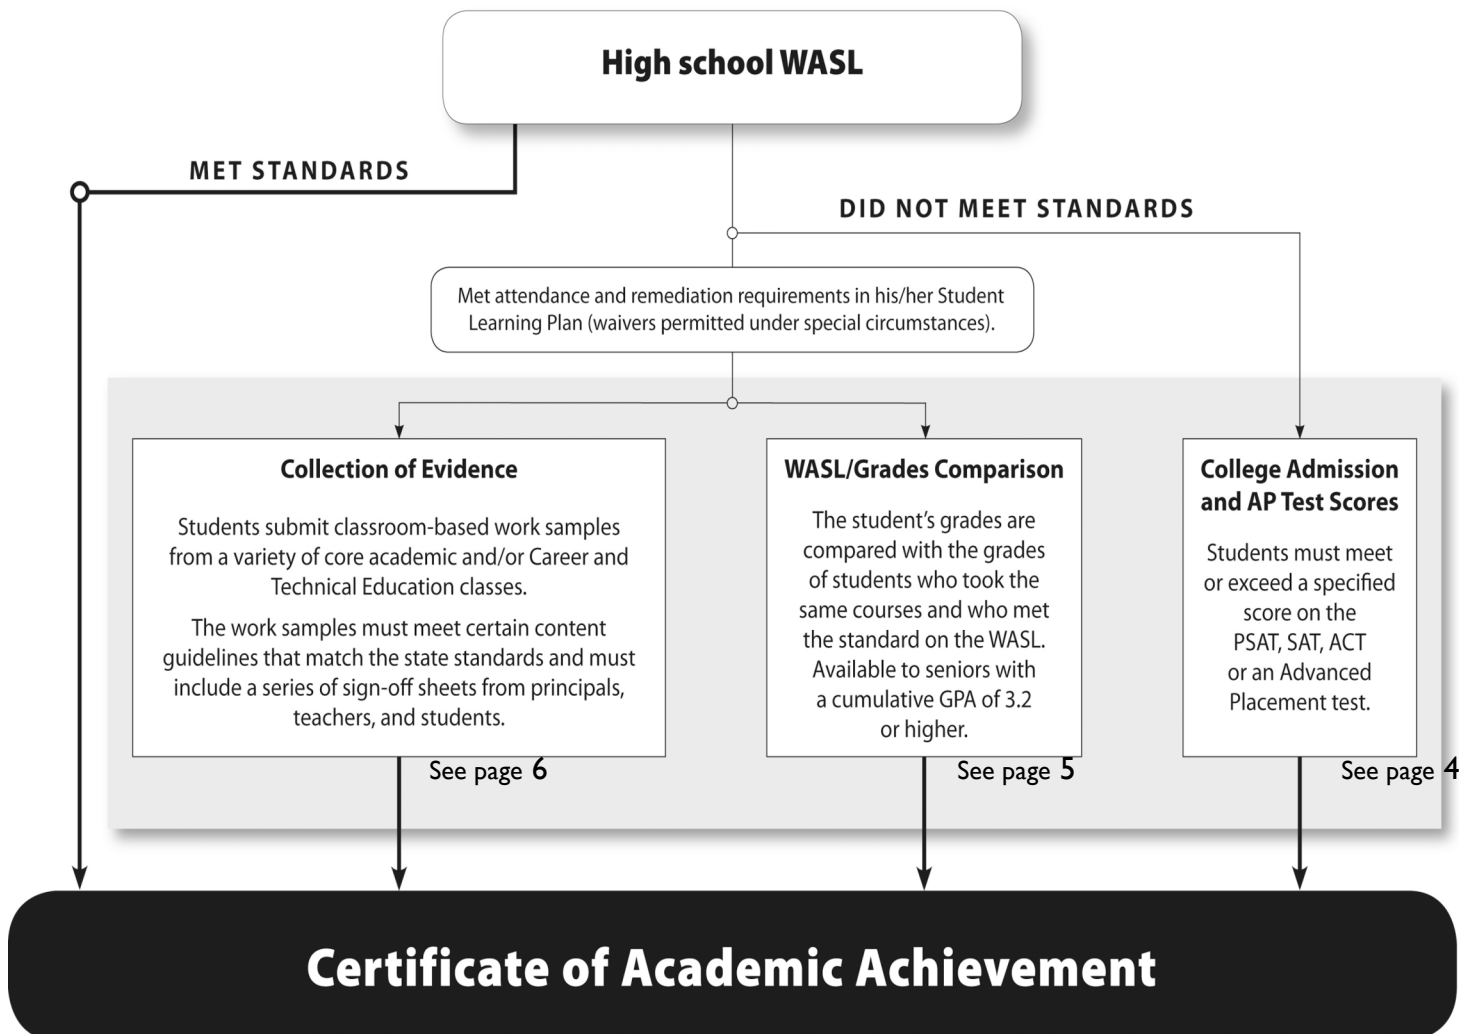 High school WASL
MET STANDARDS
DID NOT MEET STANDARDS
Met attendance and remediation requirements in his/her Student
Learning Plan (waivers permitted under special circumstances).
Collection of Evidence
Students submit classroom-based work samples
from a variety of core academic and/or Career and
Technical Education classes.
The work samples must meet certain content
guidelines that match the state standards and must
include a series of sign-off sheets from principals,
teachers, and students.
See page 6
WASL/Grades Comparison
The student’s grades are
compared with the grades
of students who took the
same courses and who met
the standard on the WASL.
Available to seniors with
a cumulative GPA of 3.2
or higher.
See page 5
College Admission
and AP Test Scores
Students must meet
or exceed a specified
score on the
PSAT, SAT, ACT
or an Advanced
Placement test.
See page 4
Certificate of Academic Achievement